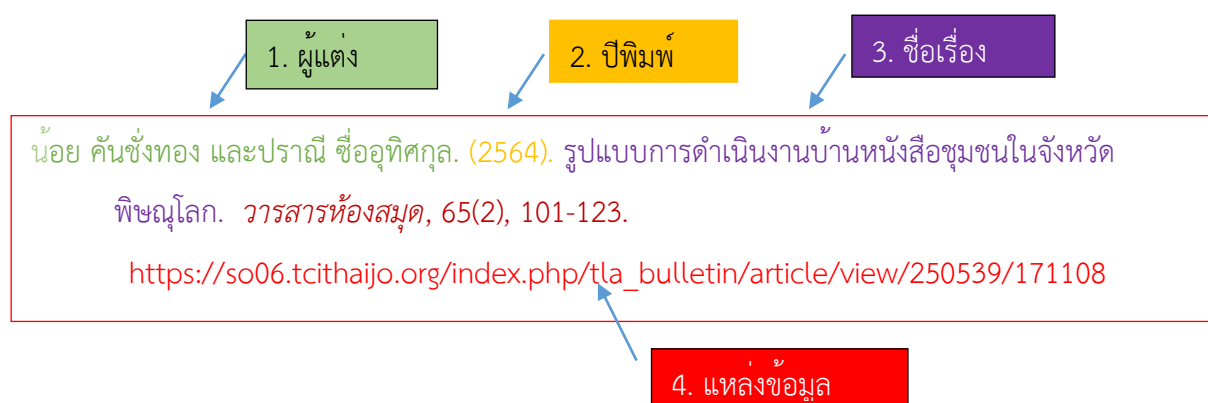 1. ผู้แต่ง
2. ปีพิมพ์
3. ชื่อเรื่อง
น้อย คันชั่งทอง และปราณี ซื่ออุทิศกุล. (2564). รูปแบบการดำเนินงานบ้านหนังสือชุมชนในจังหวัด
พิษณุโลก. วารสารห้องสมุด, 65(2), 101-123.
https://so06.tcithaijo.org/index.php/tla_bulletin/article/view/250539/171108
4. แหล่งข้อมูล